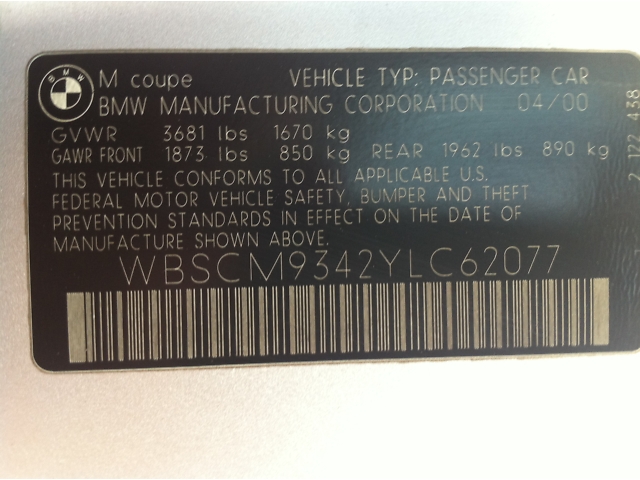 BMW
M coupe VEHICLE TYP: PASSENGER CAR
BMW MANUFACTURING CORPORATION 04/00
GVWR 3681 lbs 1670 kg
GAWR FRONT 1873 lbs 850 kg REAR 1962 lbs 890 kg
THIS VEHICLE CONFORMS TO ALL APPLICABLE U.S.
FEDERAL MOTOR VEHICLE SAFETY, BUMPER AND THEFT
PREVENTION STANDARDS IN EFFECT ON THE DATE OF
MANUFACTURE SHOWN ABOVE.
WBSCM9342YLC62077
2 122 438